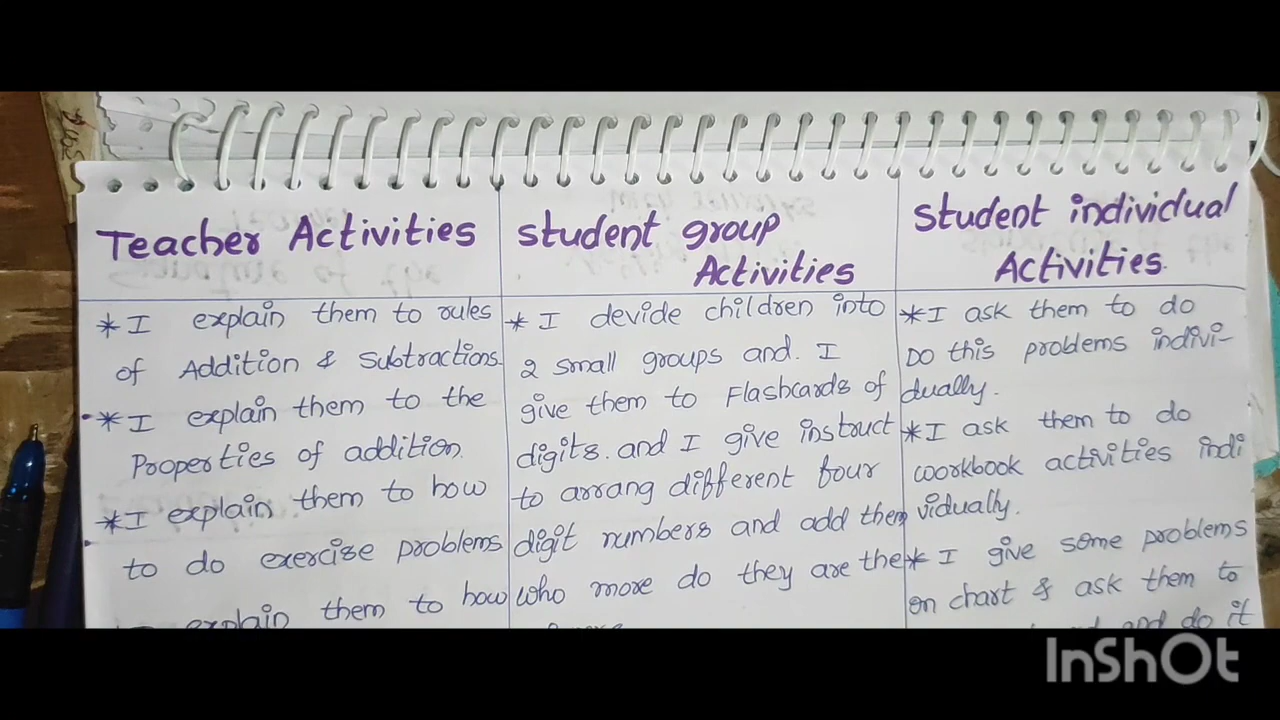 Teacher Activities
* I explain them to rules
of Addition & Subtractions
* I explain them to the
Properties of addition.
* I explain them to how
to do exercise problems
explain them to how
student group
Activities
* I devide children into
2 small groups and. I
give them to Flashcards of
digits. and I give instruct
to arrang different four
digit numbers and add them
who more do they are the
Student individual
Activities.
* I ask them to do
Do this problems indivi-
dually.
* I ask them to do
workbook activities indi
vidually.
* I give some problems
on chart & ask them to
and do it
InShOt